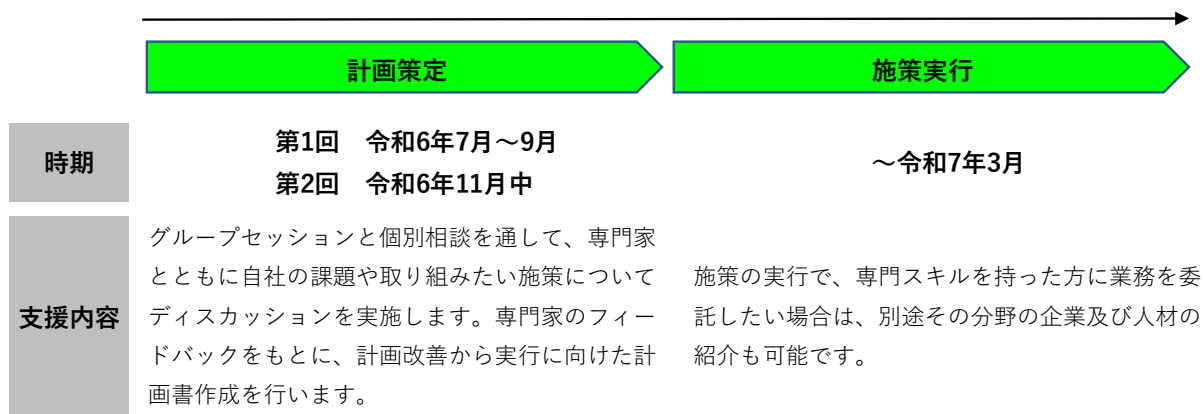 計画策定
施策実行
時期
第1回　令和6年7月～9月
第2回　令和6年11月中
～令和7年3月
支援内容
グループセッションと個別相談を通して、専門家
とともに自社の課題や取り組みたい施策について
ディスカッションを実施します。専門家のフィー
ドバックをもとに、計画改善から実行に向けた計
画書作成を行います。
施策の実行で、専門スキルを持った方に業務を委
託したい場合は、別途その分野の企業及び人材の
紹介も可能です。